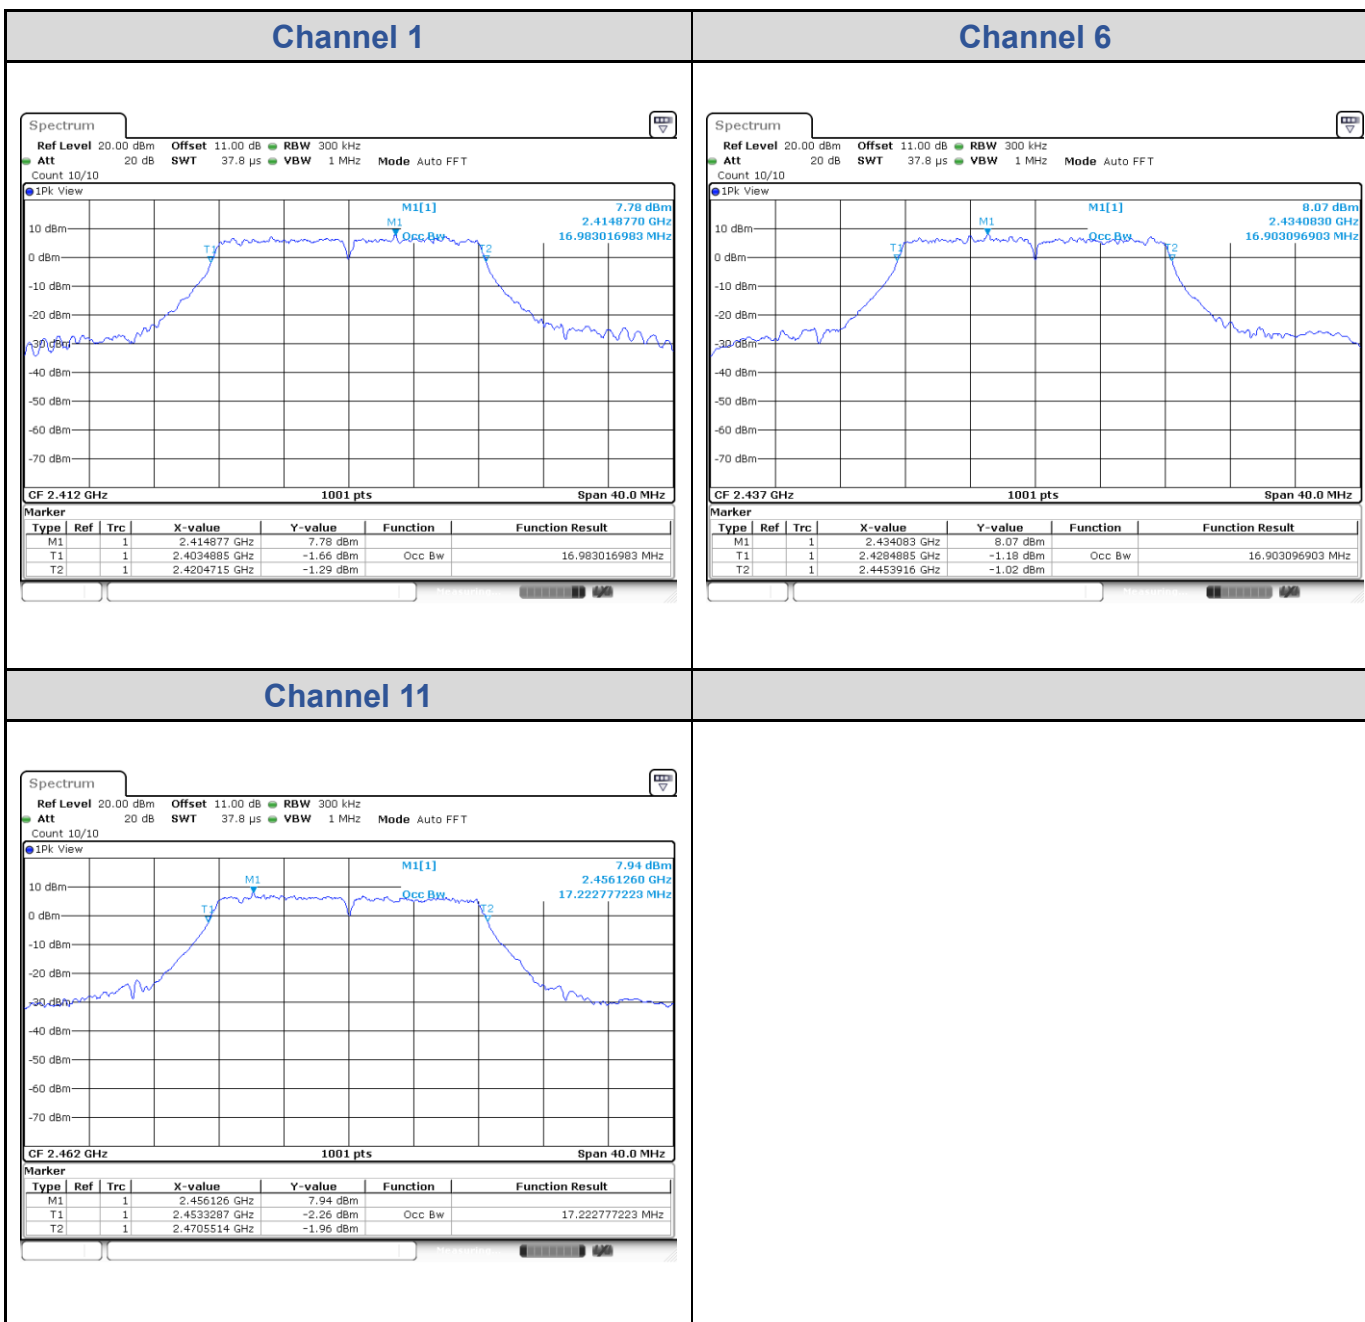 Channel 1
Channel 6
Spectrum
Ref Level 20.00 dBm Offset 11.00 dB RBW 300 kHz
Att 20 dB SWT 37.8 µs VBW 1 MHz Mode Auto FFT
Count 10/10
1Pk View
M1[1] 7.78 dBm
M1 2.4148770 GHz
10 dBm
Occ Bw 16.983016983 MHz
T1
T2
0 dBm
-10 dBm
-20 dBm
-30 dBm
-40 dBm
-50 dBm
-60 dBm
-70 dBm
CF 2.412 GHz 1001 pts Span 40.0 MHz
Marker
Type Ref Trc X-value Y-value Function Function Result
M1 1 2.414877 GHz 7.78 dBm
T1 1 2.4034885 GHz -1.66 dBm Occ Bw 16.983016983 MHz
T2 1 2.4204715 GHz -1.29 dBm
Spectrum
Ref Level 20.00 dBm Offset 11.00 dB RBW 300 kHz
Att 20 dB SWT 37.8 µs VBW 1 MHz Mode Auto FFT
Count 10/10
1Pk View
M1[1] 8.07 dBm
M1 2.4340830 GHz
10 dBm
Occ Bw 16.903096903 MHz
T1
T2
0 dBm
-10 dBm
-20 dBm
-30 dBm
-40 dBm
-50 dBm
-60 dBm
-70 dBm
CF 2.437 GHz 1001 pts Span 40.0 MHz
Marker
Type Ref Trc X-value Y-value Function Function Result
M1 1 2.434083 GHz 8.07 dBm
T1 1 2.4284885 GHz -1.18 dBm Occ Bw 16.903096903 MHz
T2 1 2.4453916 GHz -1.02 dBm
Channel 11
Spectrum
Ref Level 20.00 dBm Offset 11.00 dB RBW 300 kHz
Att 20 dB SWT 37.8 µs VBW 1 MHz Mode Auto FFT
Count 10/10
1Pk View
M1[1] 7.94 dBm
M1 2.4561260 GHz
10 dBm
Occ Bw 17.222777223 MHz
T1
T2
0 dBm
-10 dBm
-20 dBm
-30 dBm
-40 dBm
-50 dBm
-60 dBm
-70 dBm
CF 2.462 GHz 1001 pts Span 40.0 MHz
Marker
Type Ref Trc X-value Y-value Function Function Result
M1 1 2.456126 GHz 7.94 dBm
T1 1 2.4533287 GHz -2.26 dBm Occ Bw 17.222777223 MHz
T2 1 2.4705514 GHz -1.96 dBm